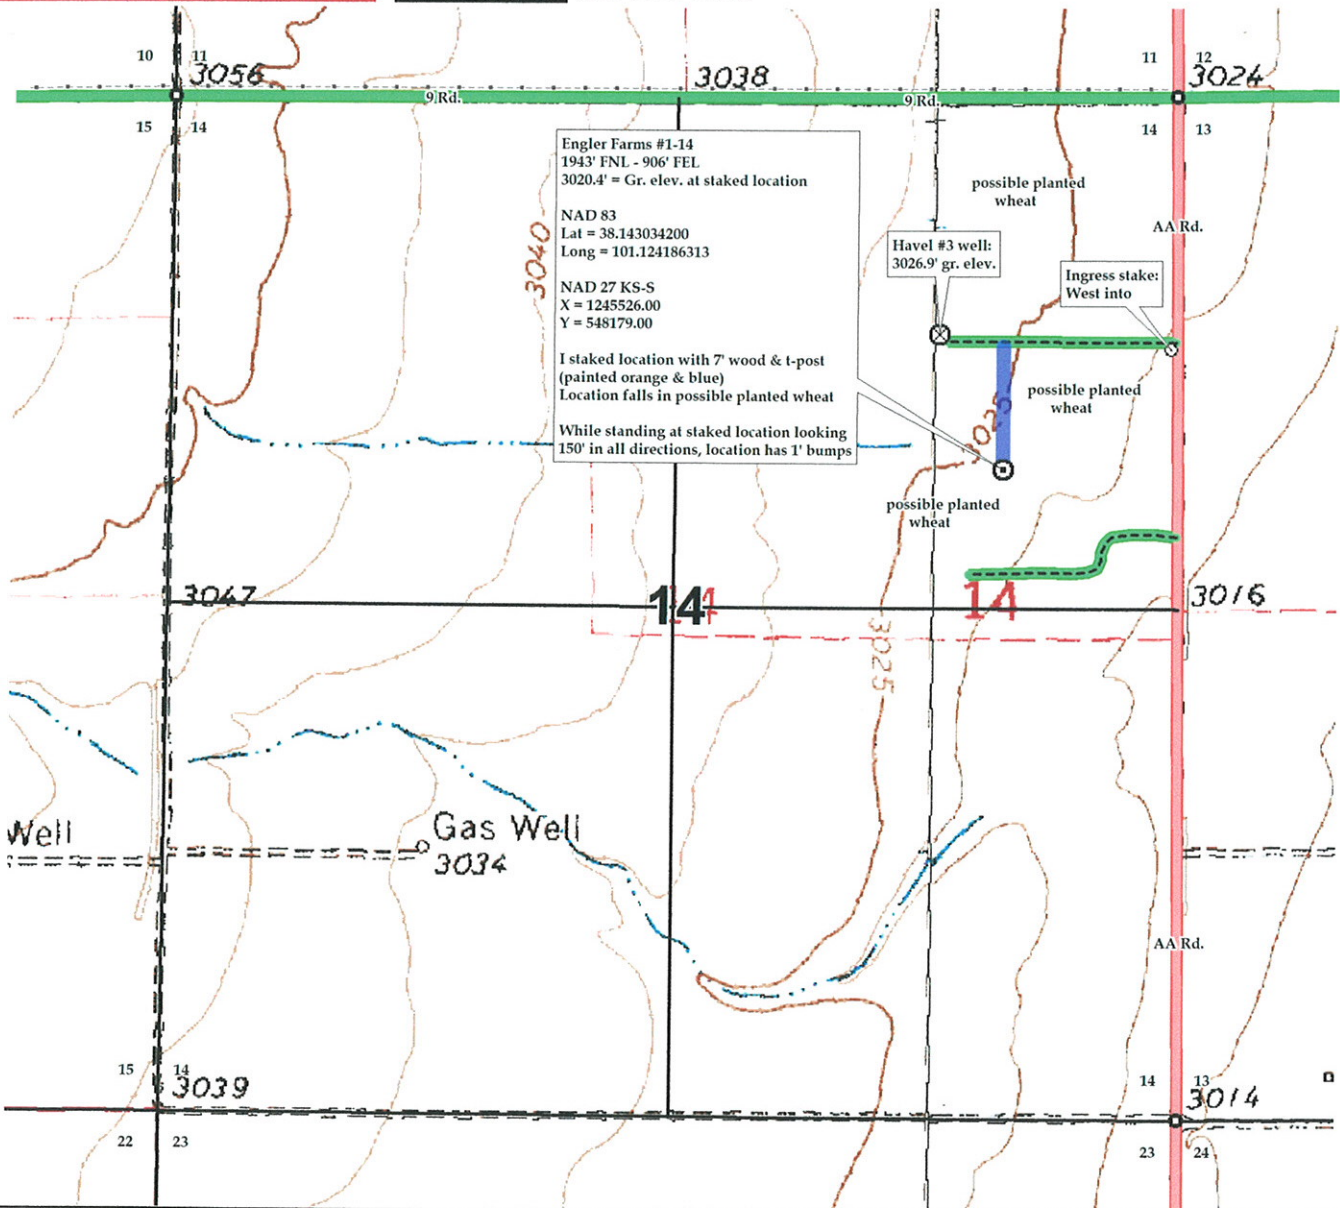 10
11
11
12
3056
3038
3024
9 Rd.
9 Rd.
15
14
14
13
Engler Farms #1-14
1943' FNL - 906' FEL
3020.4' = Gr. elev. at staked location
NAD 83
Lat = 38.143034200
Long = 101.124186313
NAD 27 KS-S
X = 1245526.00
Y = 548179.00
I staked location with 7' wood & t-post
(painted orange & blue)
Location falls in possible planted wheat
While standing at staked location looking
150' in all directions, location has 1' bumps
3040
possible planted
wheat
AA Rd.
Havel #3 well:
3026.9' gr. elev.
Ingress stake:
West into
possible planted
wheat
3025
possible planted
wheat
3047
14
14
14
3016
3025
Well
Gas Well
3034
AA Rd.
15
14
3039
14
13
3014
22
23
23
24